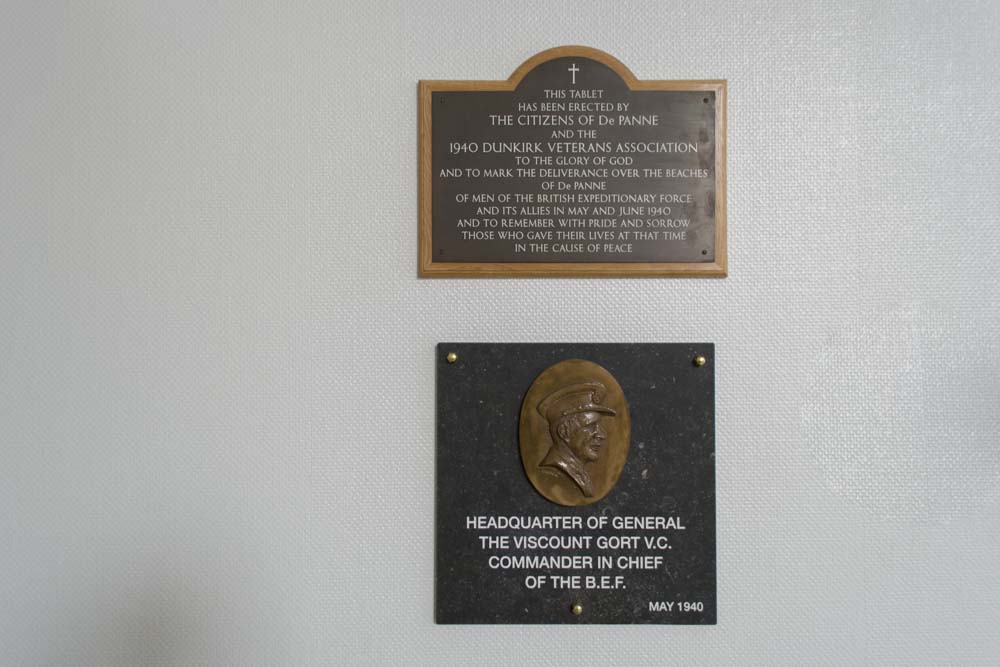 THIS TABLET
HAS BEEN ERECTED BY
THE CITIZENS OF De PANNE
AND THE
1940 DUNKIRK VETERANS ASSOCIATION
TO THE GLORY OF GOD
AND TO MARK THE DELIVERANCE OVER THE BEACHES
OF De PANNE
OF MEN OF THE BRITISH EXPEDITIONARY FORCE
AND ITS ALLIES IN MAY AND JUNE 1940
AND TO REMEMBER WITH PRIDE AND SORROW
THOSE WHO GAVE THEIR LIVES AT THAT TIME
IN THE CAUSE OF PEACE
HEADQUARTER OF GENERAL
THE VISCOUNT GORT V.C.
COMMANDER IN CHIEF
OF THE B.E.F.
MAY 1940